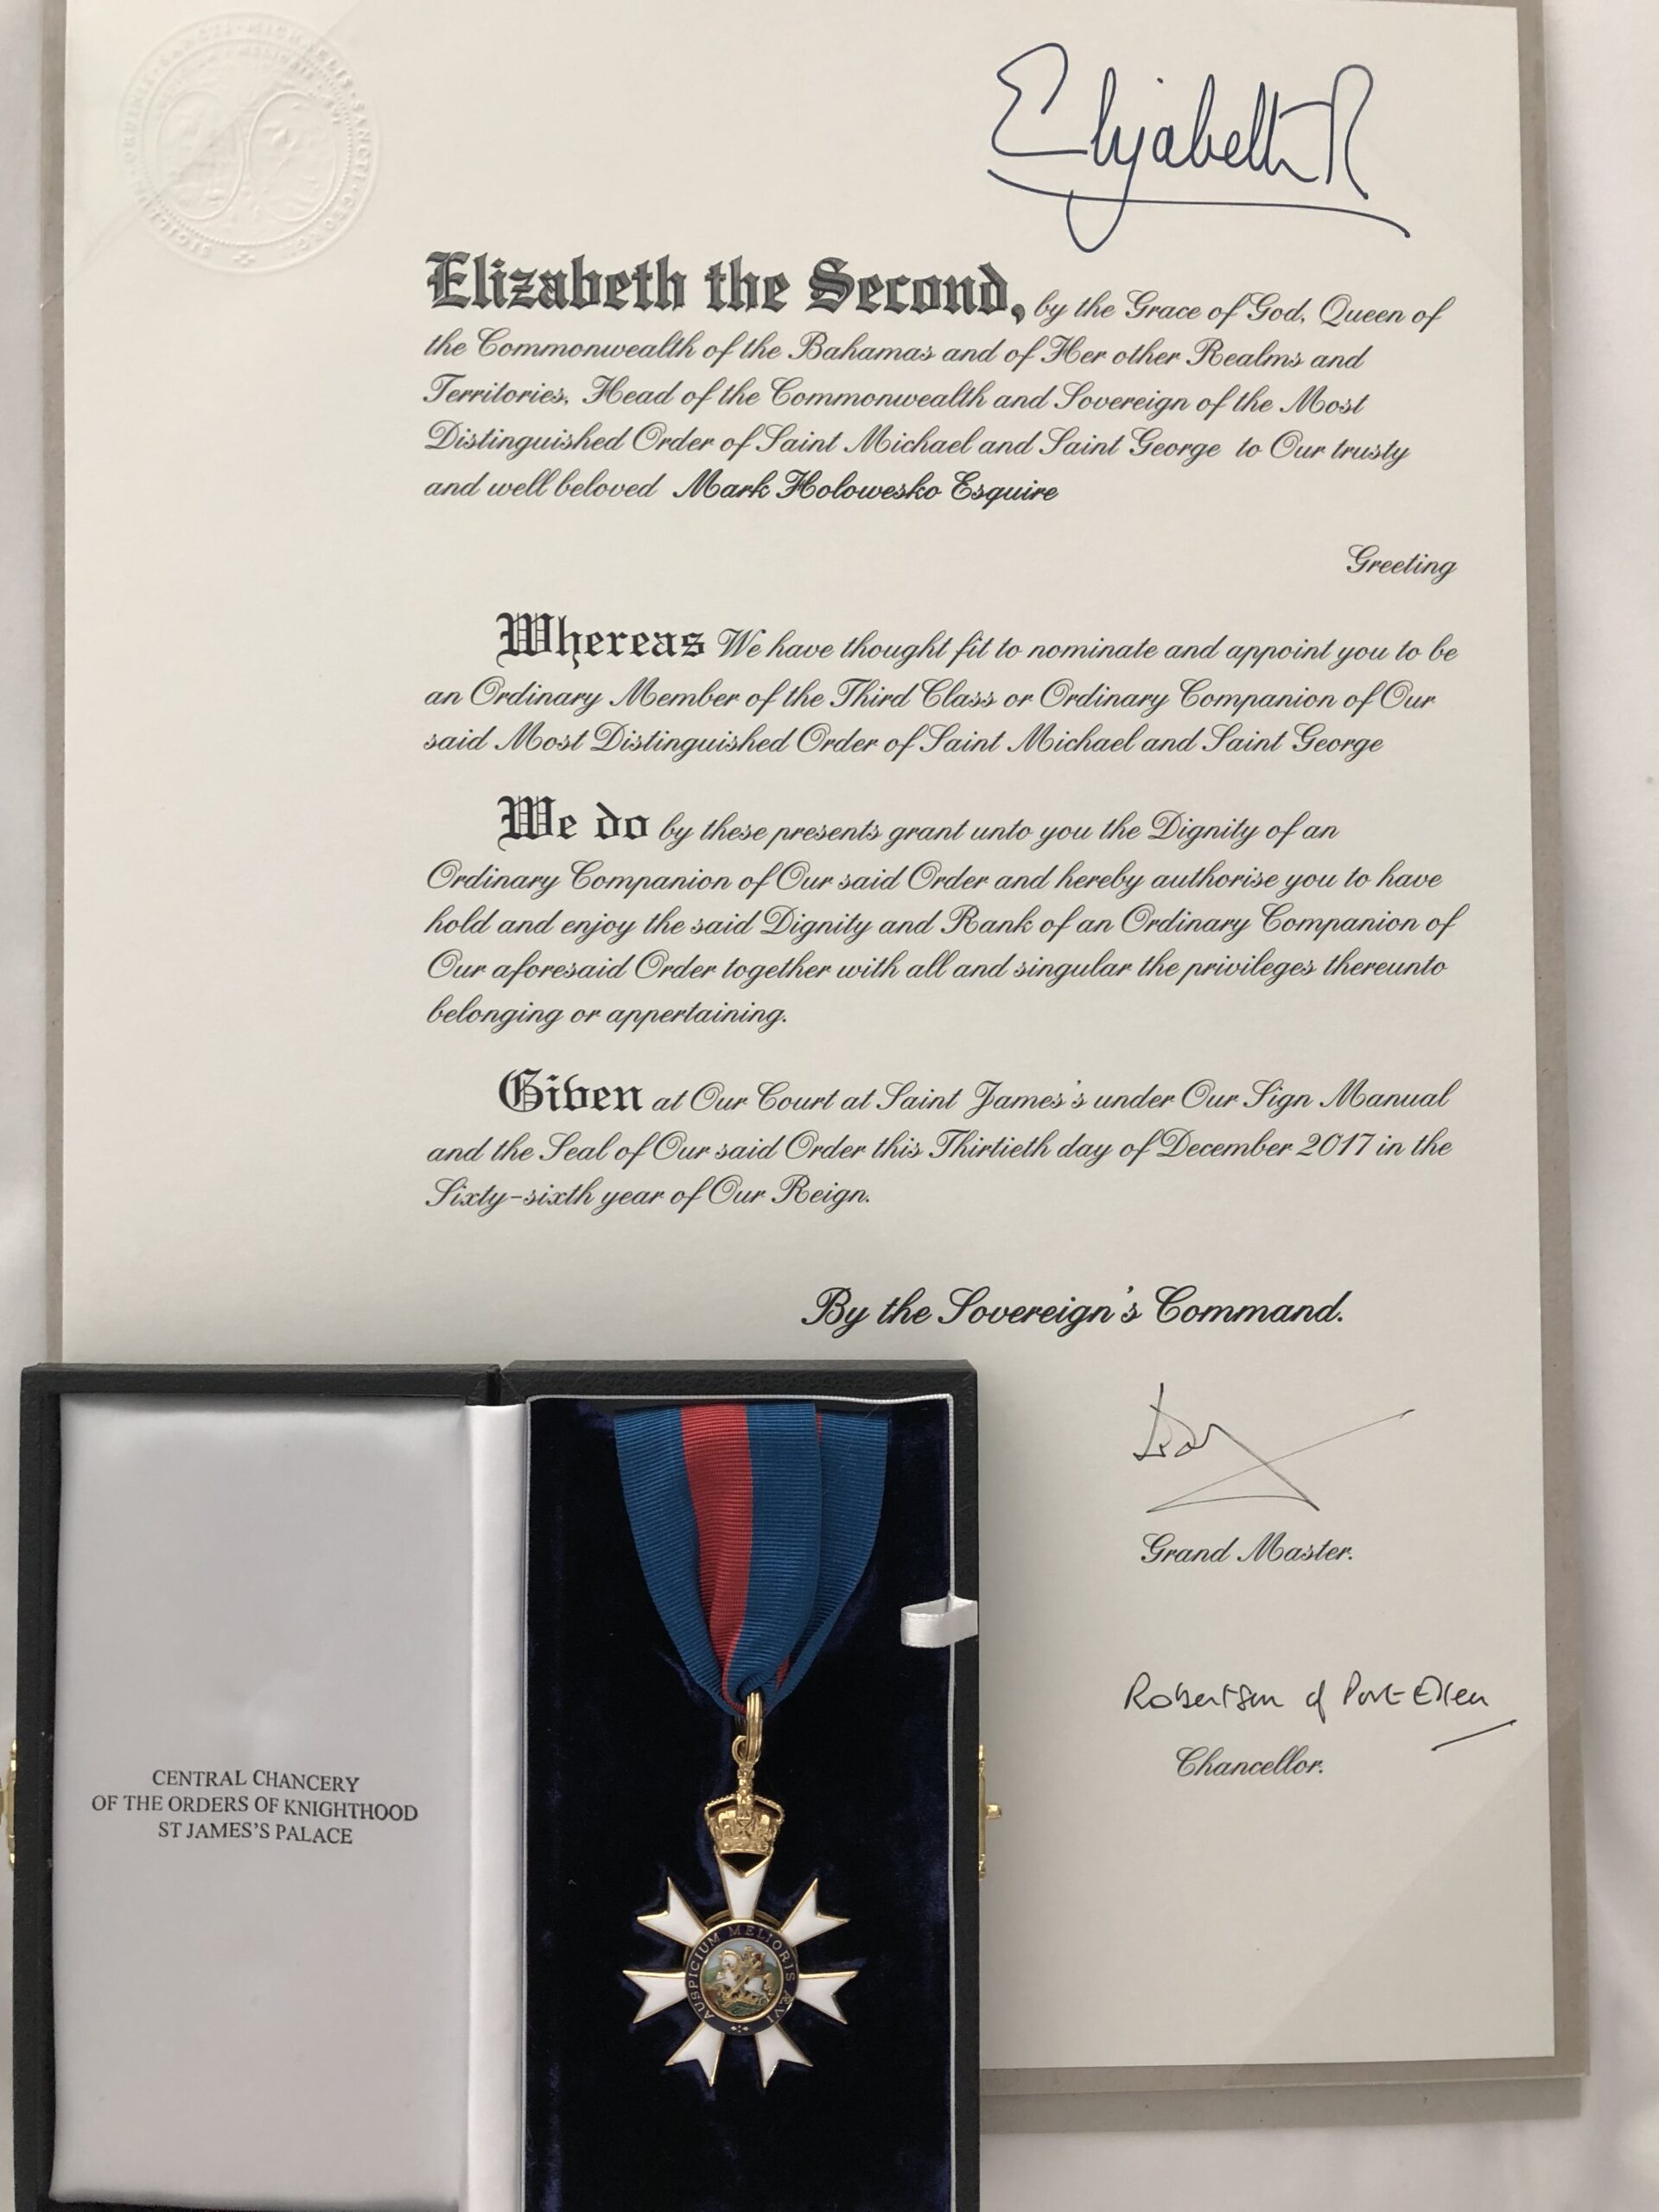 Elizabeth R
Elizabeth the Second, by the Grace of God, Queen of
the Commonwealth of the Bahamas and of Her other Realms and
Territories, Head of the Commonwealth and Sovereign of the Most
Distinguished Order of Saint Michael and Saint George to Our trusty
and well beloved Mark Holowesko Esquire
Greeting
Whereas We have thought fit to nominate and appoint you to be
an Ordinary Member of the Third Class or Ordinary Companion of Our
said Most Distinguished Order of Saint Michael and Saint George
We do by these presents grant unto you the Dignity of an
Ordinary Companion of Our said Order and hereby authorise you to have
hold and enjoy the said Dignity and Rank of an Ordinary Companion of
Our aforesaid Order together with all and singular the privileges thereunto
belonging or appertaining.
Given at Our Court at Saint James's under Our Sign Manual
and the Seal of Our said Order this Thirtieth day of December 2017 in the
Sixty-sixth year of Our Reign.
By the Sovereign's Command.
Grand Master.
Robertson of Port Ellen
Chancellor.
CENTRAL CHANCERY
OF THE ORDERS OF KNIGHTHOOD
ST JAMES'S PALACE
AUSPICIUM MELIORIS ÆVI